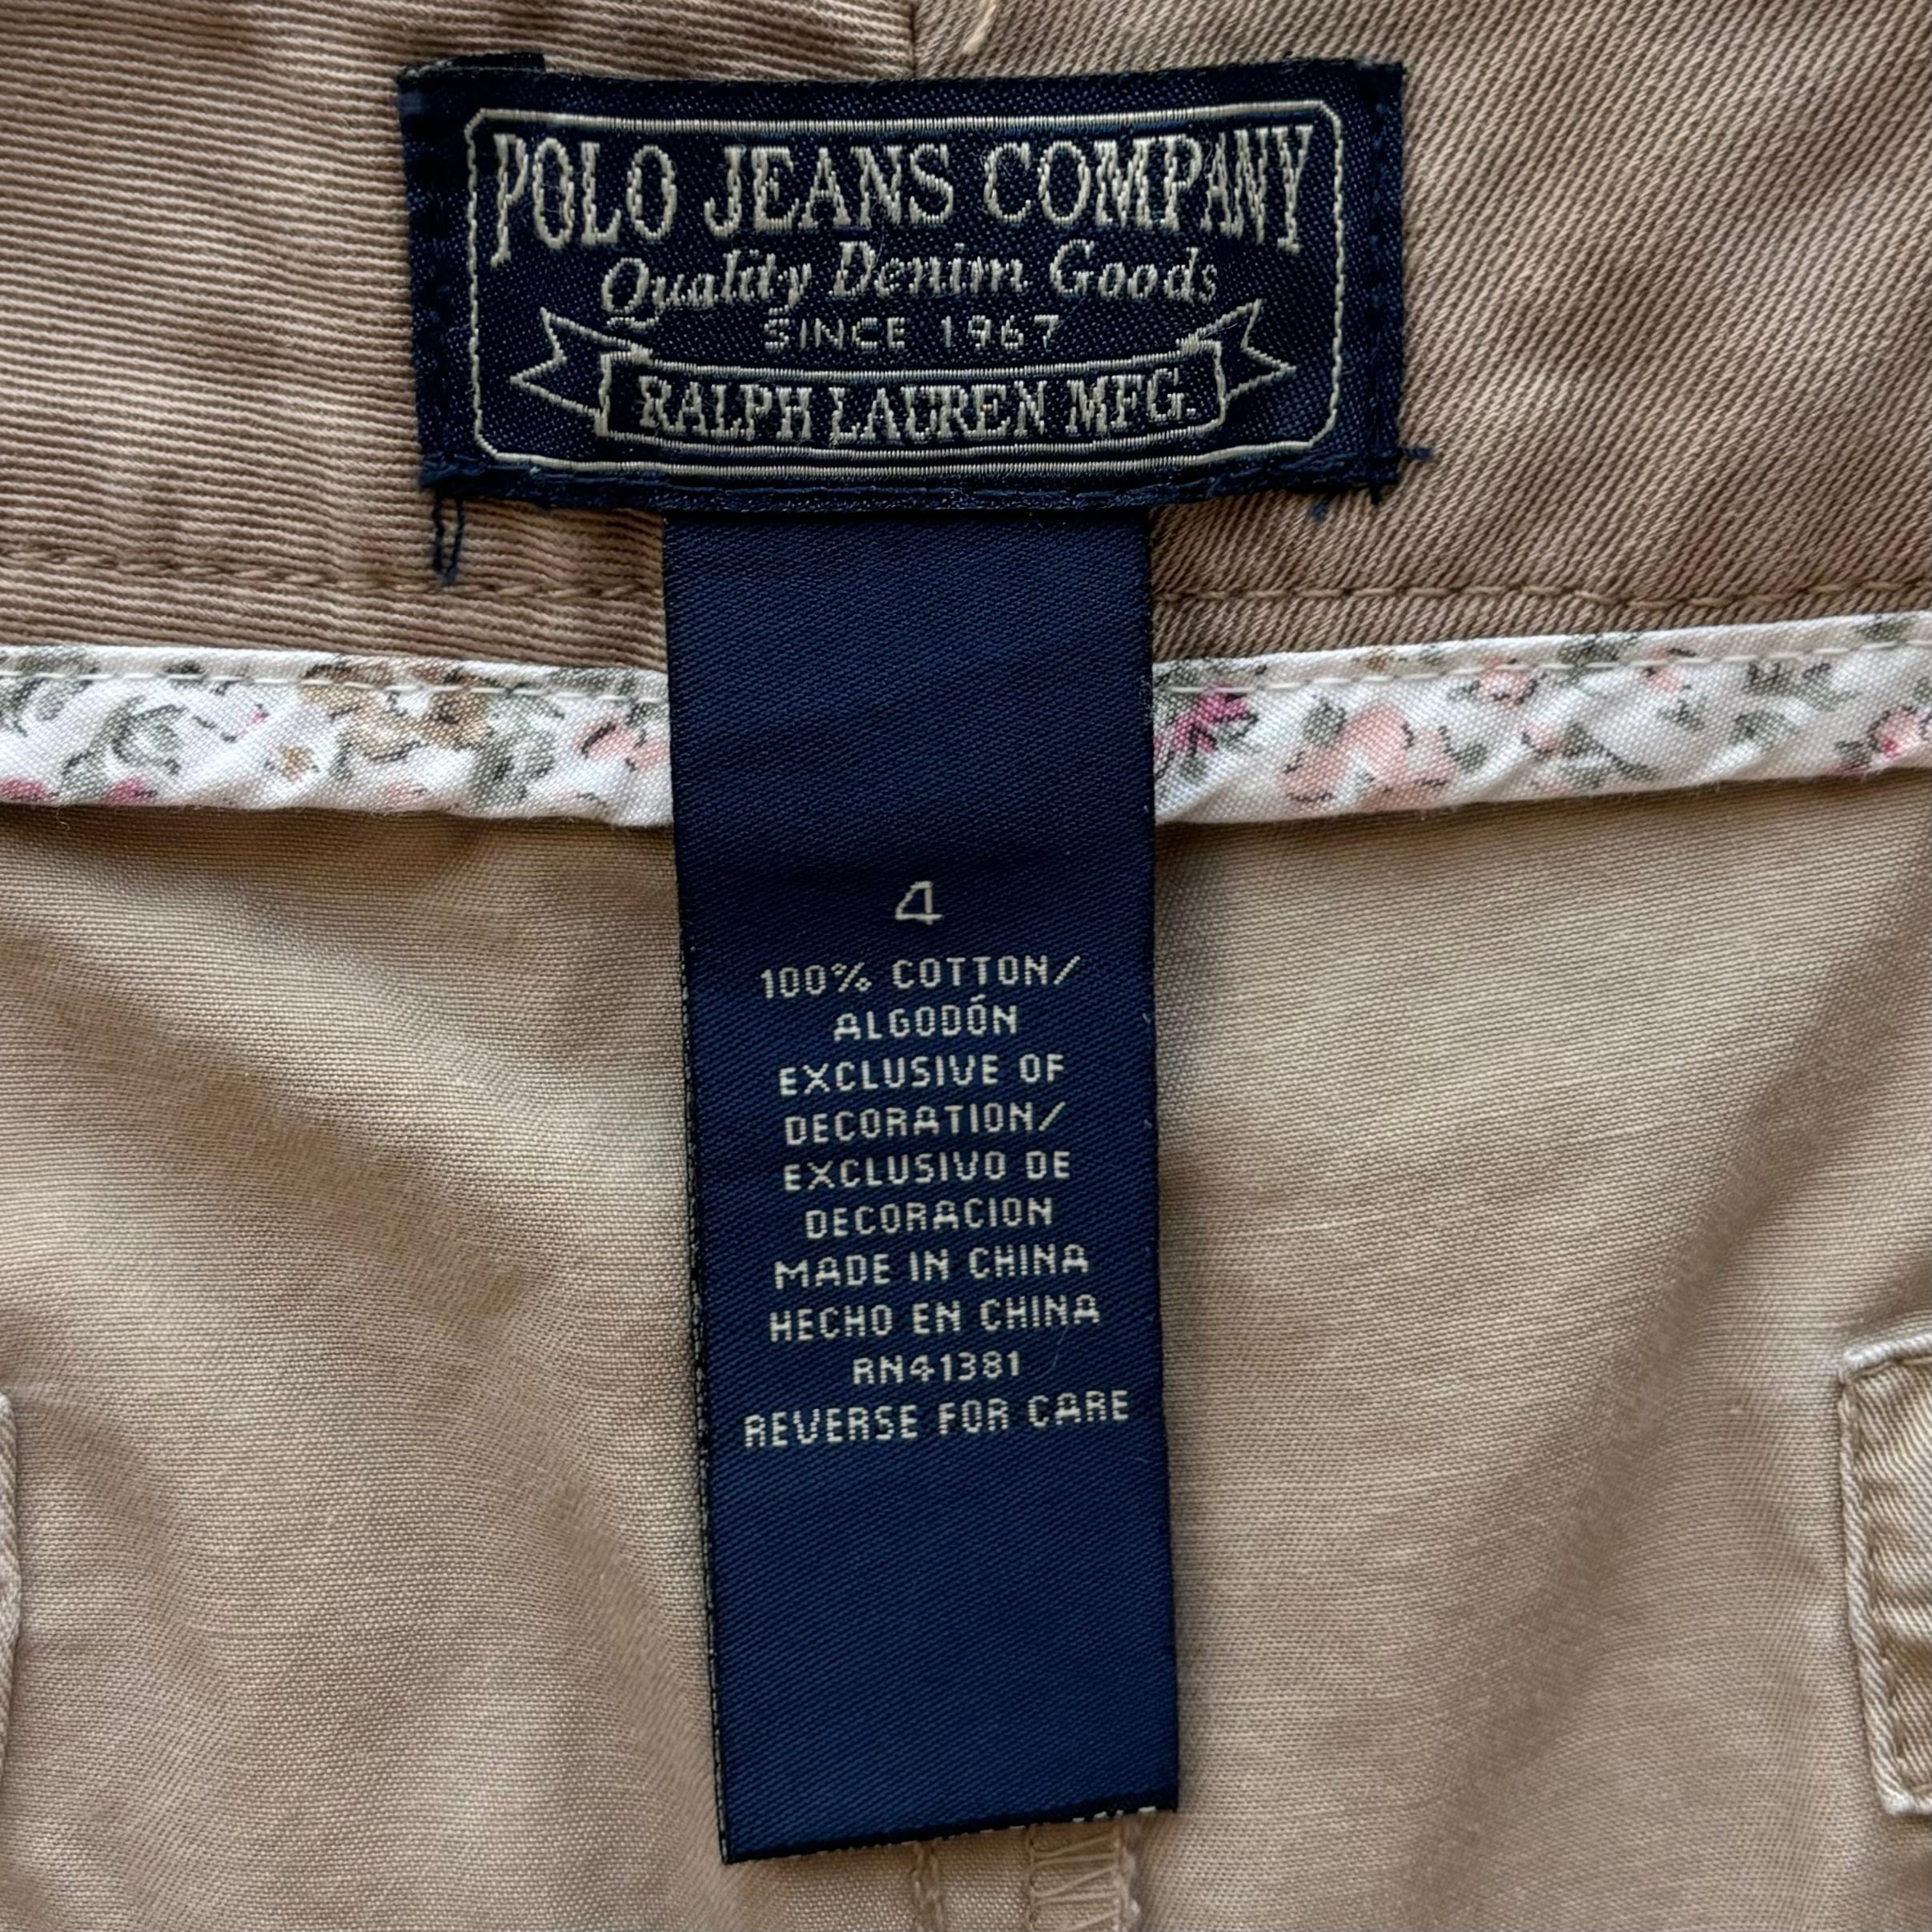 POLO JEANS COMPANY
Quality Denim Goods
SINCE 1967
RALPH LAUREN MFG.
4
100% COTTON/
ALGODÓN
EXCLUSIVE OF
DECORATION/
EXCLUSIVO DE
DECORACION
MADE IN CHINA
HECHO EN CHINA
RN41381
REVERSE FOR CARE